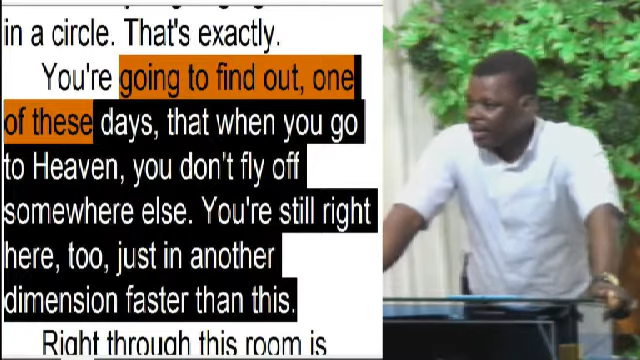 in a circle. That's exactly.
You're going to find out, one
of these days, that when you go
to Heaven, you don't fly off
somewhere else. You're still right
here, too, just in another
dimension faster than this.
Right through this room is